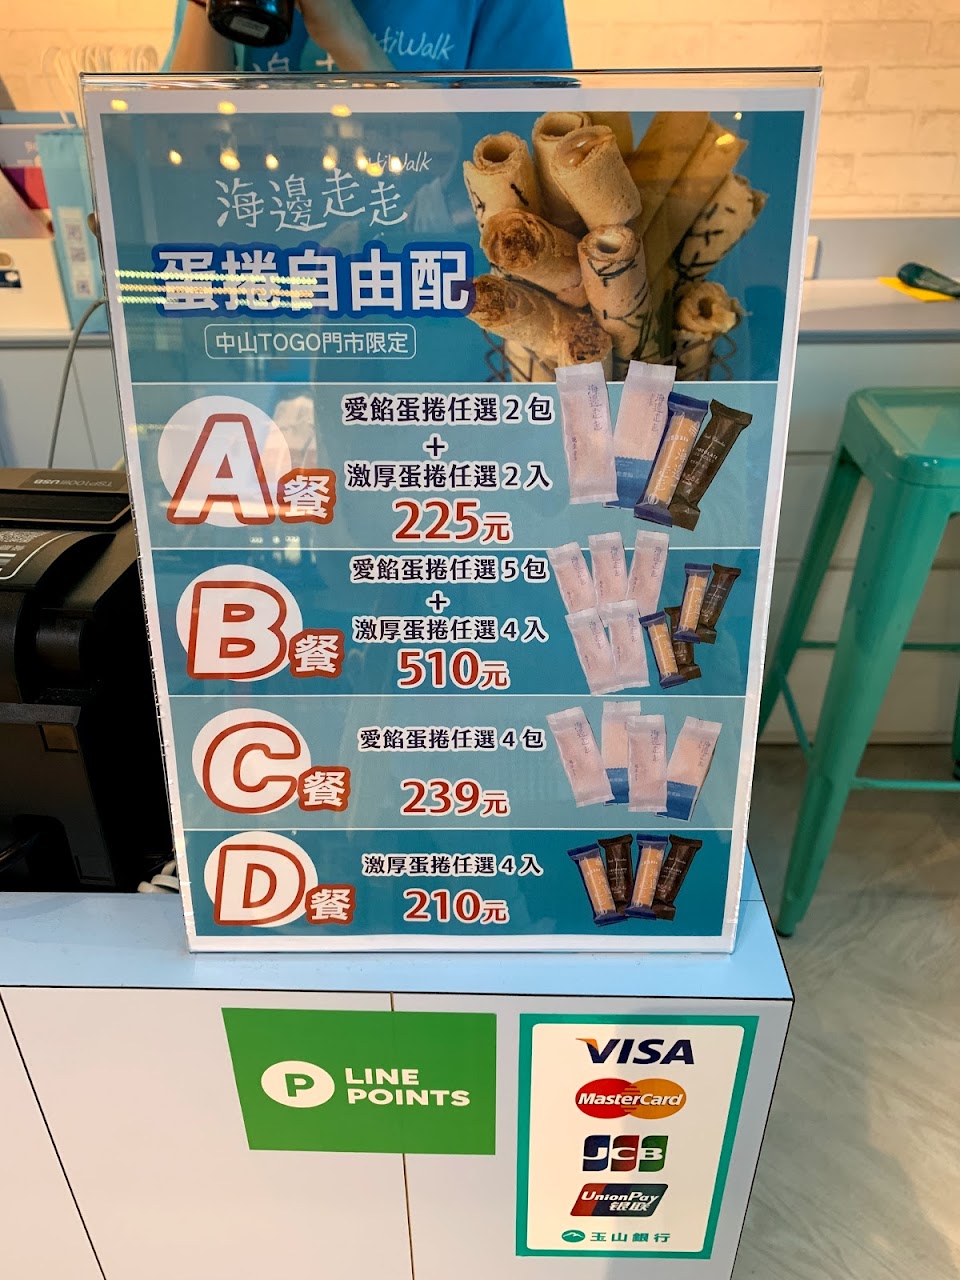 HiWalk
HiWalk
海邊走走
蛋捲自由配
中山TOGO門市限定
A餐
愛餡蛋捲任選2包
+
激厚蛋捲任選2入
225元
B餐
愛餡蛋捲任選5包
+
激厚蛋捲任選4入
510元
C餐
愛餡蛋捲任選4包
239元
D餐
激厚蛋捲任選4入
210元
P LINE
POINTS
VISA
MasterCard
JCB
UnionPay
银联
玉山銀行